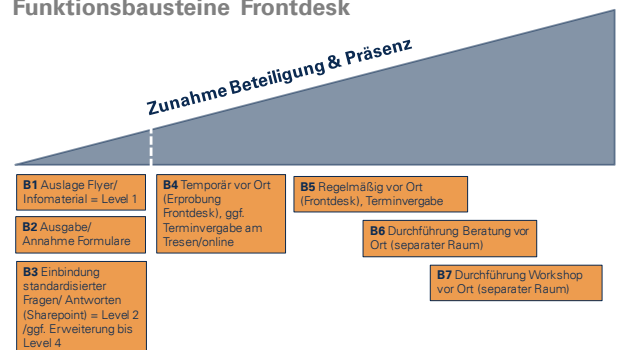 Funktionsbausteine Frontdesk
Zunahme Beteiligung & Präsenz
B1 Auslage Flyer/
Infomaterial = Level 1
B2 Ausgabe/
Annahme Formulare
B3 Einbindung
standardisierter
Fragen/ Antworten
(Sharepoint) = Level 2
/ggf. Erweiterung bis
Level 4
B4 Temporär vor Ort
(Erprobung
Frontdesk), ggf.
Terminvergabe am
Tresen/online
B5 Regelmäßig vor Ort
(Frontdesk), Terminvergabe
B6 Durchführung Beratung vor
Ort (separater Raum)
B7 Durchführung Workshop
vor Ort (separater Raum)